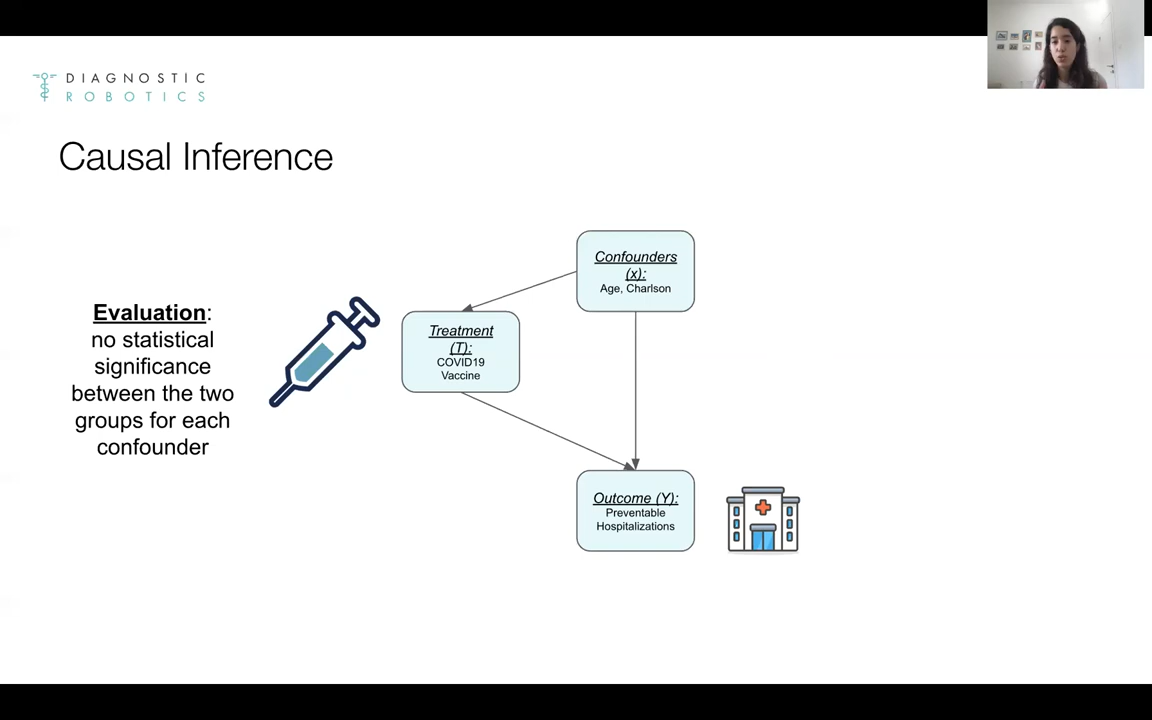 DIAGNOSTIC
ROBOTICS
Causal Inference
Evaluation:
no statistical
significance
between the two
groups for each
confounder
Confounders
(x):
Age, Charlson
Treatment
(T):
COVID19
Vaccine
Outcome (Y):
Preventable
Hospitalizations